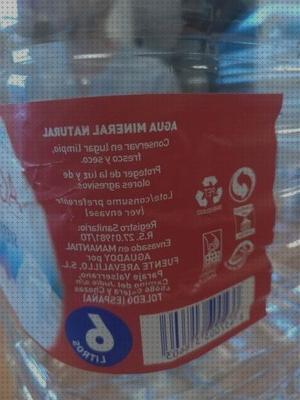 AGUA MINERAL NATURAL
Conservar en lugar limpio,
fresco y seco.
Proteger de la luz y de
olores agresivos.
Lote/consumo preferente
(ver envase)
Registro Sanitario:
R.S. 27.01981/TO
Envasado en MANANTIAL
AGUADOY por
FUENTE AREVALILLO, S.L.
Paraje Valserrano,
TOLEDO (ESPAÑA)
6
LITROS
PET